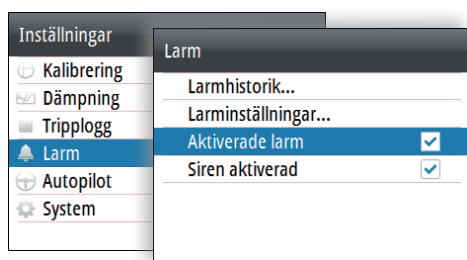 Inställningar
Kalibrering
Dämpning
Tripplogg
Larm
Autopilot
System
Larm
Larmhistorik...
Larminställningar...
Aktiverade larm
Siren aktiverad